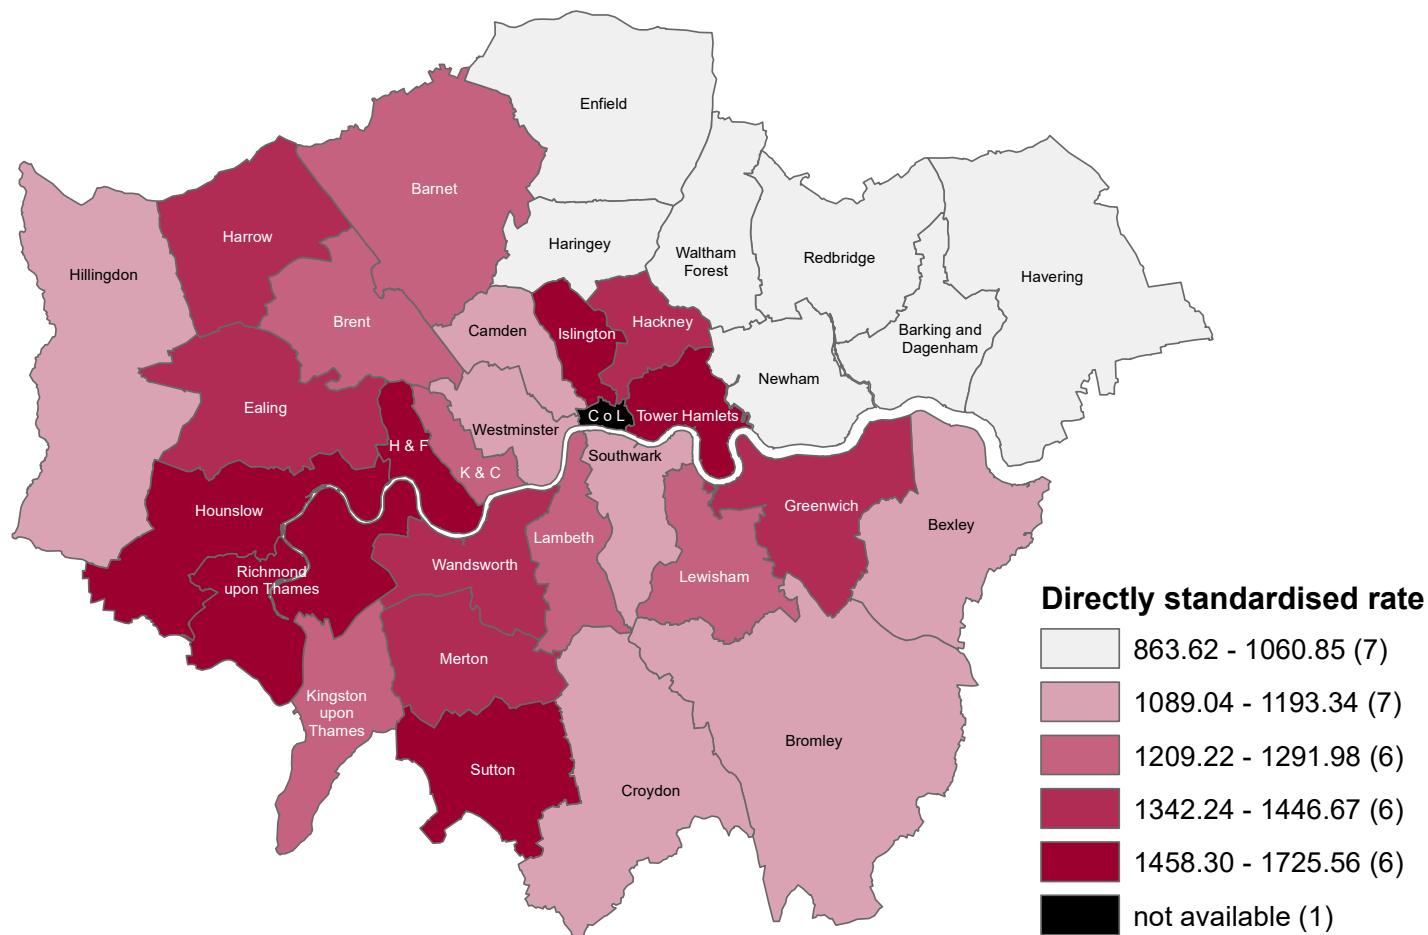 Enfield
Barnet
Harrow
Haringey
Waltham
Forest
Redbridge
Hillingdon
Havering
Brent
Camden
Islington
Hackney
Barking and
Dagenham
Newham
Ealing
C o L
Tower Hamlets
Westminster
H & F
Southwark
K & C
Hounslow
Greenwich
Bexley
Lambeth
Wandsworth
Richmond
upon Thames
Lewisham
Merton
Kingston
upon
Thames
Bromley
Sutton
Croydon
Directly standardised rate
863.62 - 1060.85 (7)
1089.04 - 1193.34 (7)
1209.22 - 1291.98 (6)
1342.24 - 1446.67 (6)
1458.30 - 1725.56 (6)
not available (1)